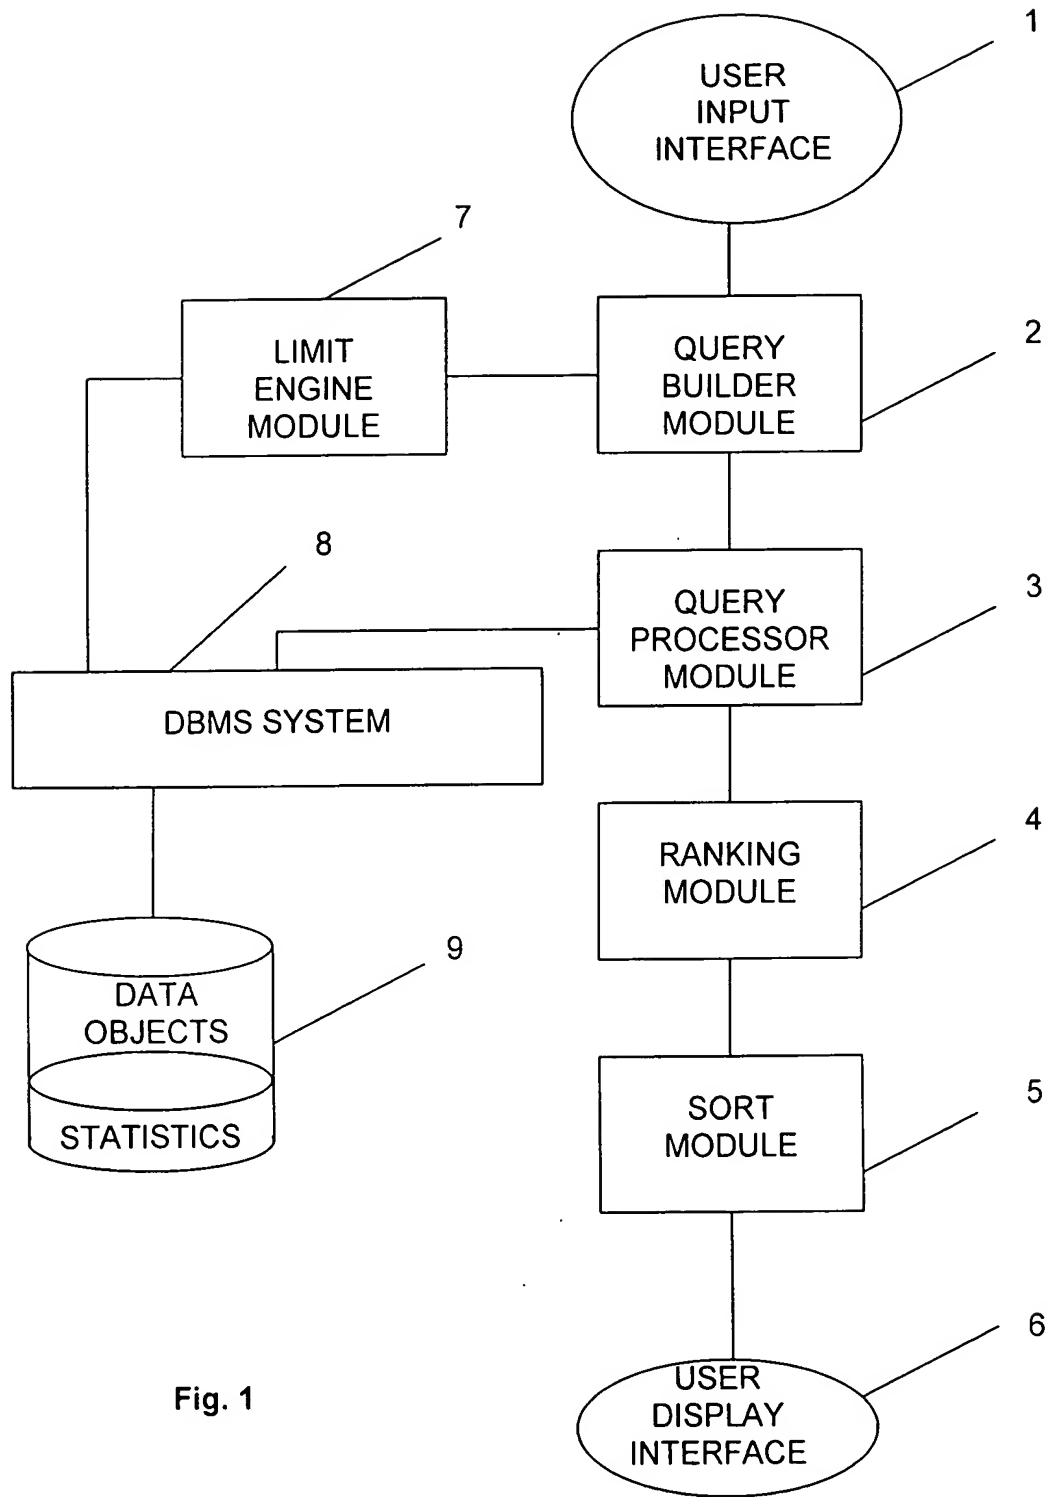 1
USER
INPUT
INTERFACE
7
LIMIT
ENGINE
MODULE
QUERY
BUILDER
MODULE
2
8
DBMS SYSTEM
QUERY
PROCESSOR
MODULE
3
RANKING
MODULE
4
9
DATA
OBJECTS
STATISTICS
SORT
MODULE
5
6
USER
DISPLAY
INTERFACE
Fig. 1